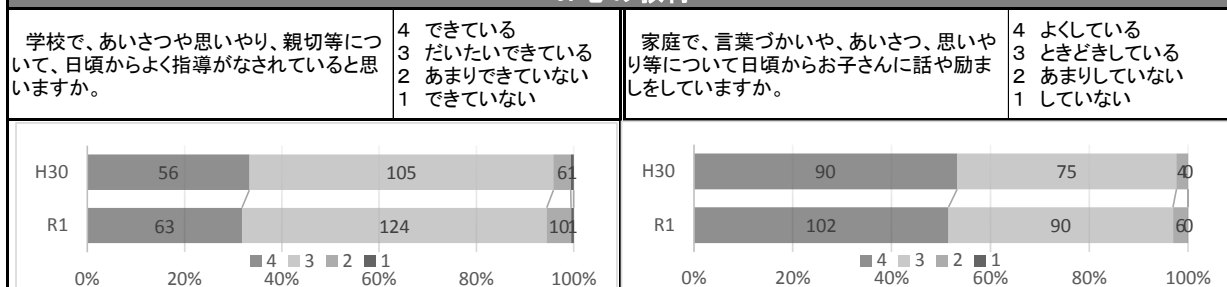 学校で、あいさつや思いやり、親切等につ
いて、日頃からよく指導がなされていると思
いますか。
4 できている
3 だいたいできている
2 あまりできていない
1 できていない
家庭で、言葉づかいや、あいさつ、思いや
り等について日頃からお子さんに話や励ま
しをしていますか。
4 よくしている
3 ときどきしている
2 あまりしていない
1 していない
H30 56 105 6 1
R1 63 124 10 1
4 3 2 1
0% 20% 40% 60% 80% 100%
H30 90 75 4 0
R1 102 90 6 0
4 3 2 1
0% 20% 40% 60% 80% 100%